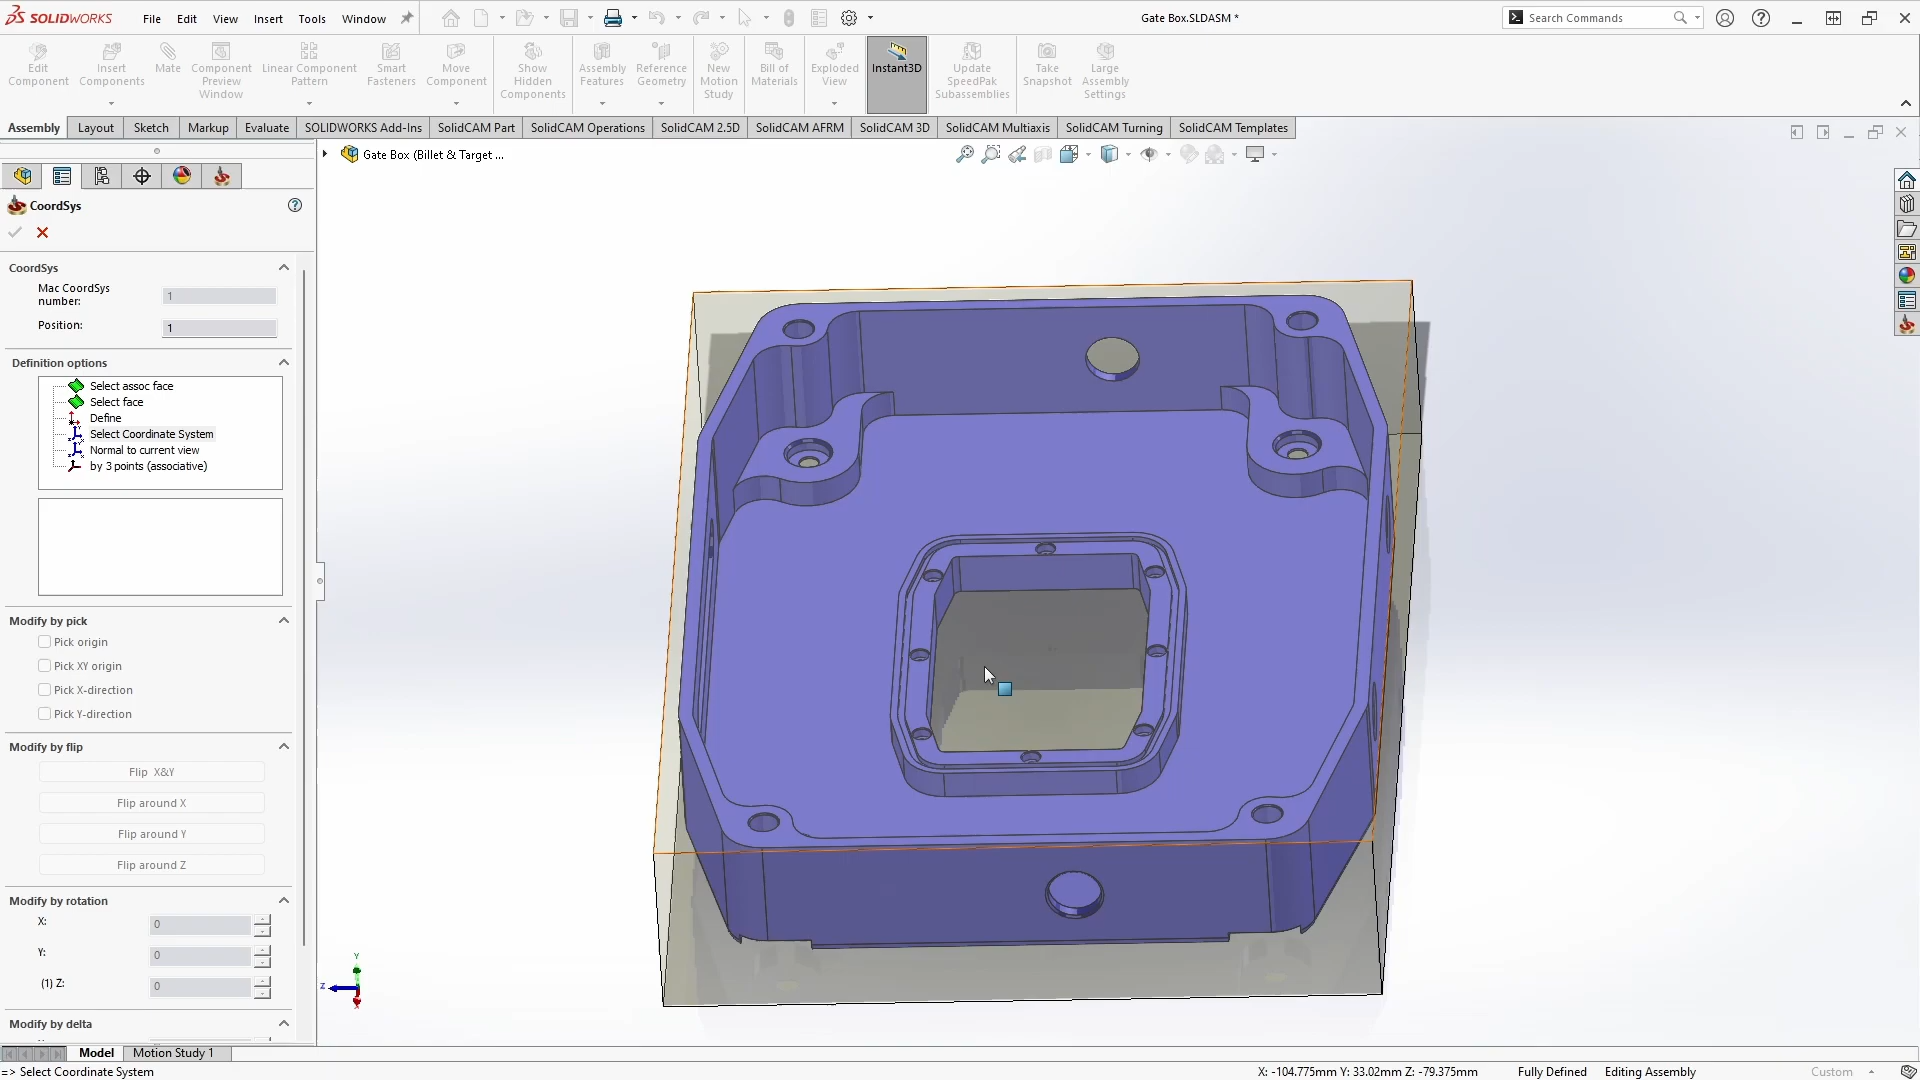 SOLIDWORKS File Edit View Insert Tools Window Gate Box.SLDASM * Search Commands
Edit Component
Insert Components
Mate
Component Preview Window
Linear Component Pattern
Smart Fasteners
Move Component
Show Hidden Components
Assembly Features
Reference Geometry
New Motion Study
Bill of Materials
Exploded View
Instant3D
Update SpeedPak Subassemblies
Take Snapshot
Large Assembly Settings
Assembly Layout Sketch Markup Evaluate SOLIDWORKS Add-Ins SolidCAM Part SolidCAM Operations SolidCAM 2.5D SolidCAM AFRM SolidCAM 3D SolidCAM Multiaxis SolidCAM Turning SolidCAM Templates
Gate Box (Billet & Target ...
CoordSys
CoordSys
Mac CoordSys
number:
1
Position:
1
Definition options
Select assoc face
Select face
Define
Select Coordinate System
Normal to current view
by 3 points (associative)
Modify by pick
Pick origin
Pick XY origin
Pick X-direction
Pick Y-direction
Modify by flip
Flip X&Y
Flip around X
Flip around Y
Flip around Z
Modify by rotation
X:
0
Y:
0
(1) Z:
0
Modify by delta
Y
Z
X
Model Motion Study 1
=> Select Coordinate System X: -104.775mm Y: 33.02mm Z: -79.375mm Fully Defined Editing Assembly Custom